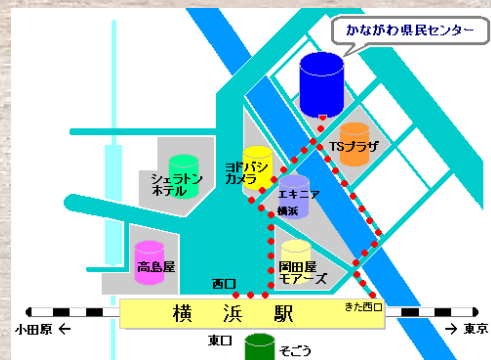 かながわ県民センター
TSプラザ
ヨドバシ
カメラ
シェラトン
ホテル
エキニア
横浜
高島屋
岡田屋
モアーズ
西口
きた西口
横浜駅
小田原 ←
→ 東京
東口
そごう